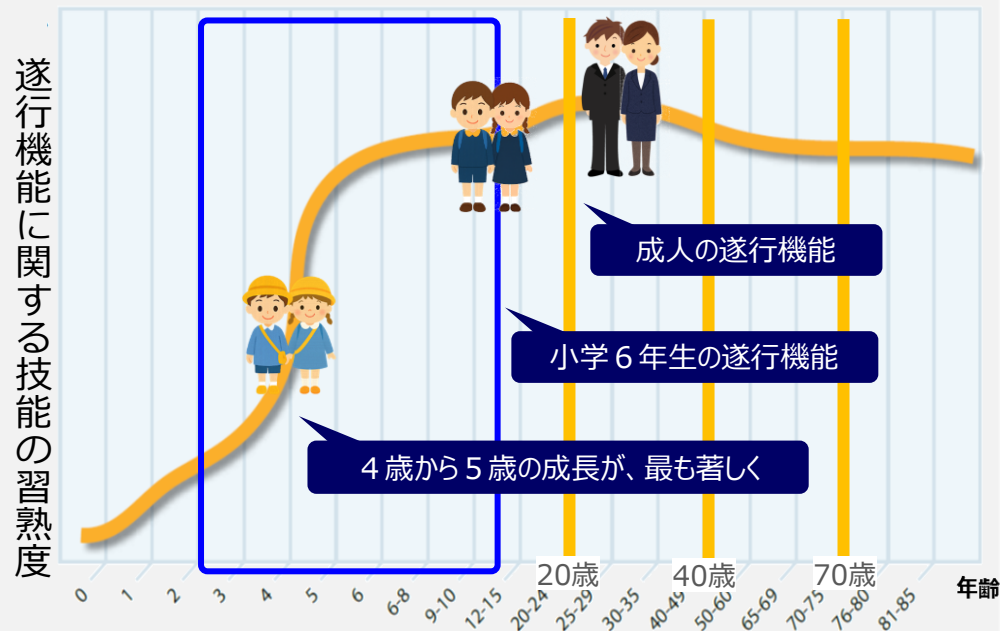 遂行機能に関する技能の習熟度
成人の遂行機能
小学６年生の遂行機能
４歳から５歳の成長が、最も著しく
20歳
40歳
70歳
0
1
2
3
4
5
6-8
9-10
12-15
20-24
25-29
30-35
40-49
50-60
65-69
70-75
76-80
81-85
年齢